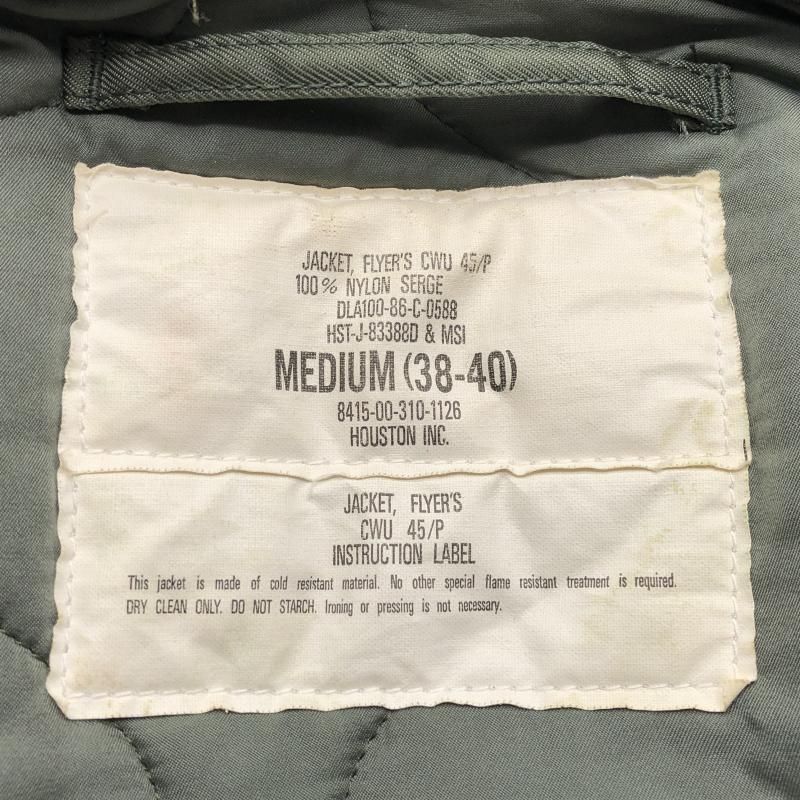 JACKET, FLYER'S CWU 45/P
100% NYLON SERGE
DLA100-86-C-0588
HST-J-83388D & MSI
MEDIUM (38-40)
8415-00-310-1126
HOUSTON INC.
JACKET, FLYER'S
CWU 45/P
INSTRUCTION LABEL
This jacket is made of cold resistant material. No other special flame resistant treatment is required.
DRY CLEAN ONLY. DO NOT STARCH. Ironing or pressing is not necessary.